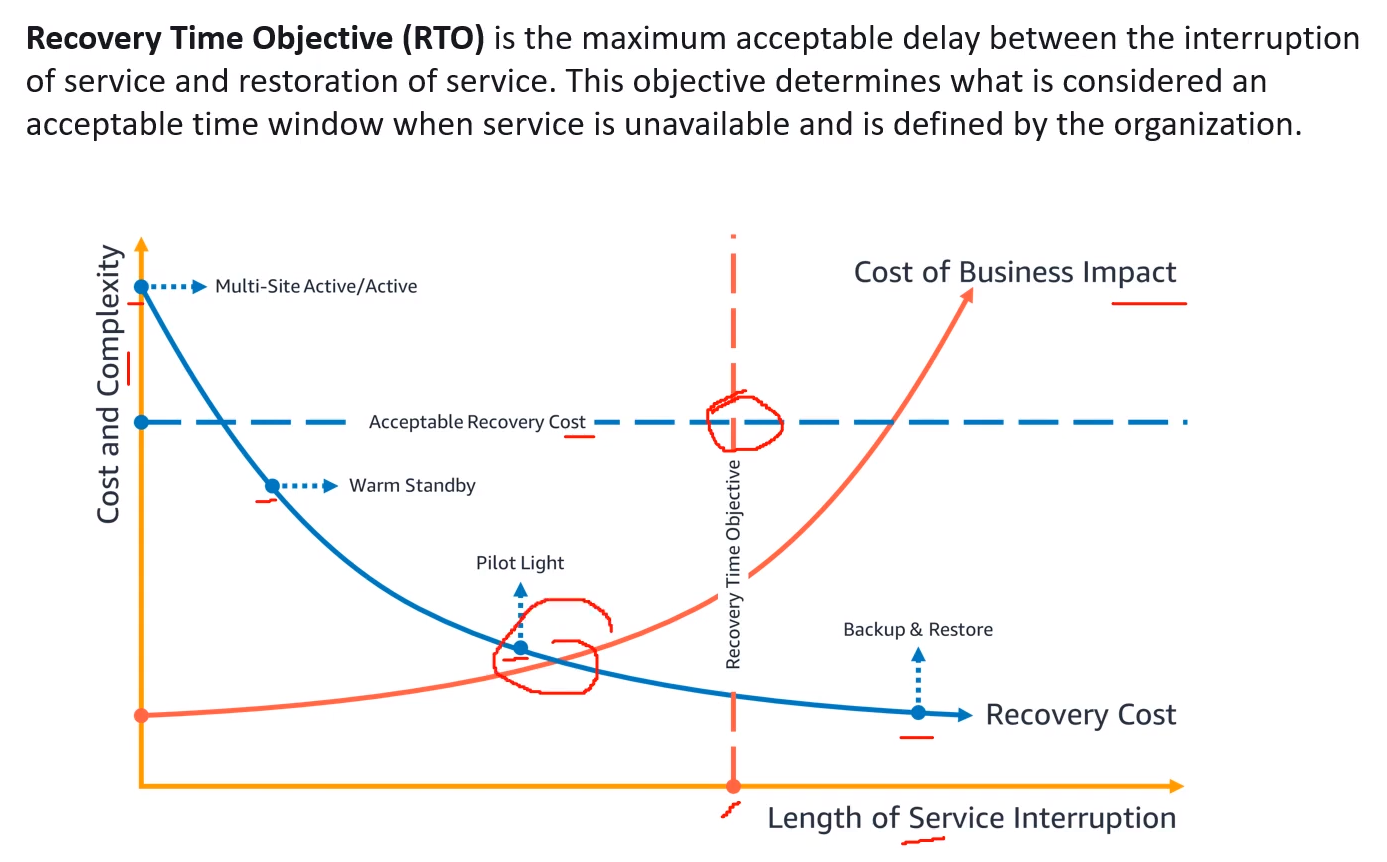 Recovery Time Objective (RTO) is the maximum acceptable delay between the interruption
of service and restoration of service. This objective determines what is considered an
acceptable time window when service is unavailable and is defined by the organization.
Cost and Complexity
Multi-Site Active/Active
Cost of Business Impact
Acceptable Recovery Cost
Warm Standby
Recovery Time Objective
Pilot Light
Backup & Restore
Recovery Cost
Length of Service Interruption